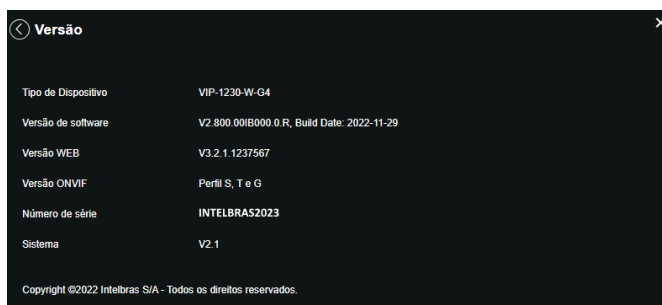 Versão
Tipo de Dispositivo VIP-1230-W-G4
Versão de software V2.800.00IB000.0.R, Build Date: 2022-11-29
Versão WEB V3.2.1.1237567
Versão ONVIF Perfil S, T e G
Número de série INTELBRAS2023
Sistema V2.1
Copyright ©2022 Intelbras S/A - Todos os direitos reservados.